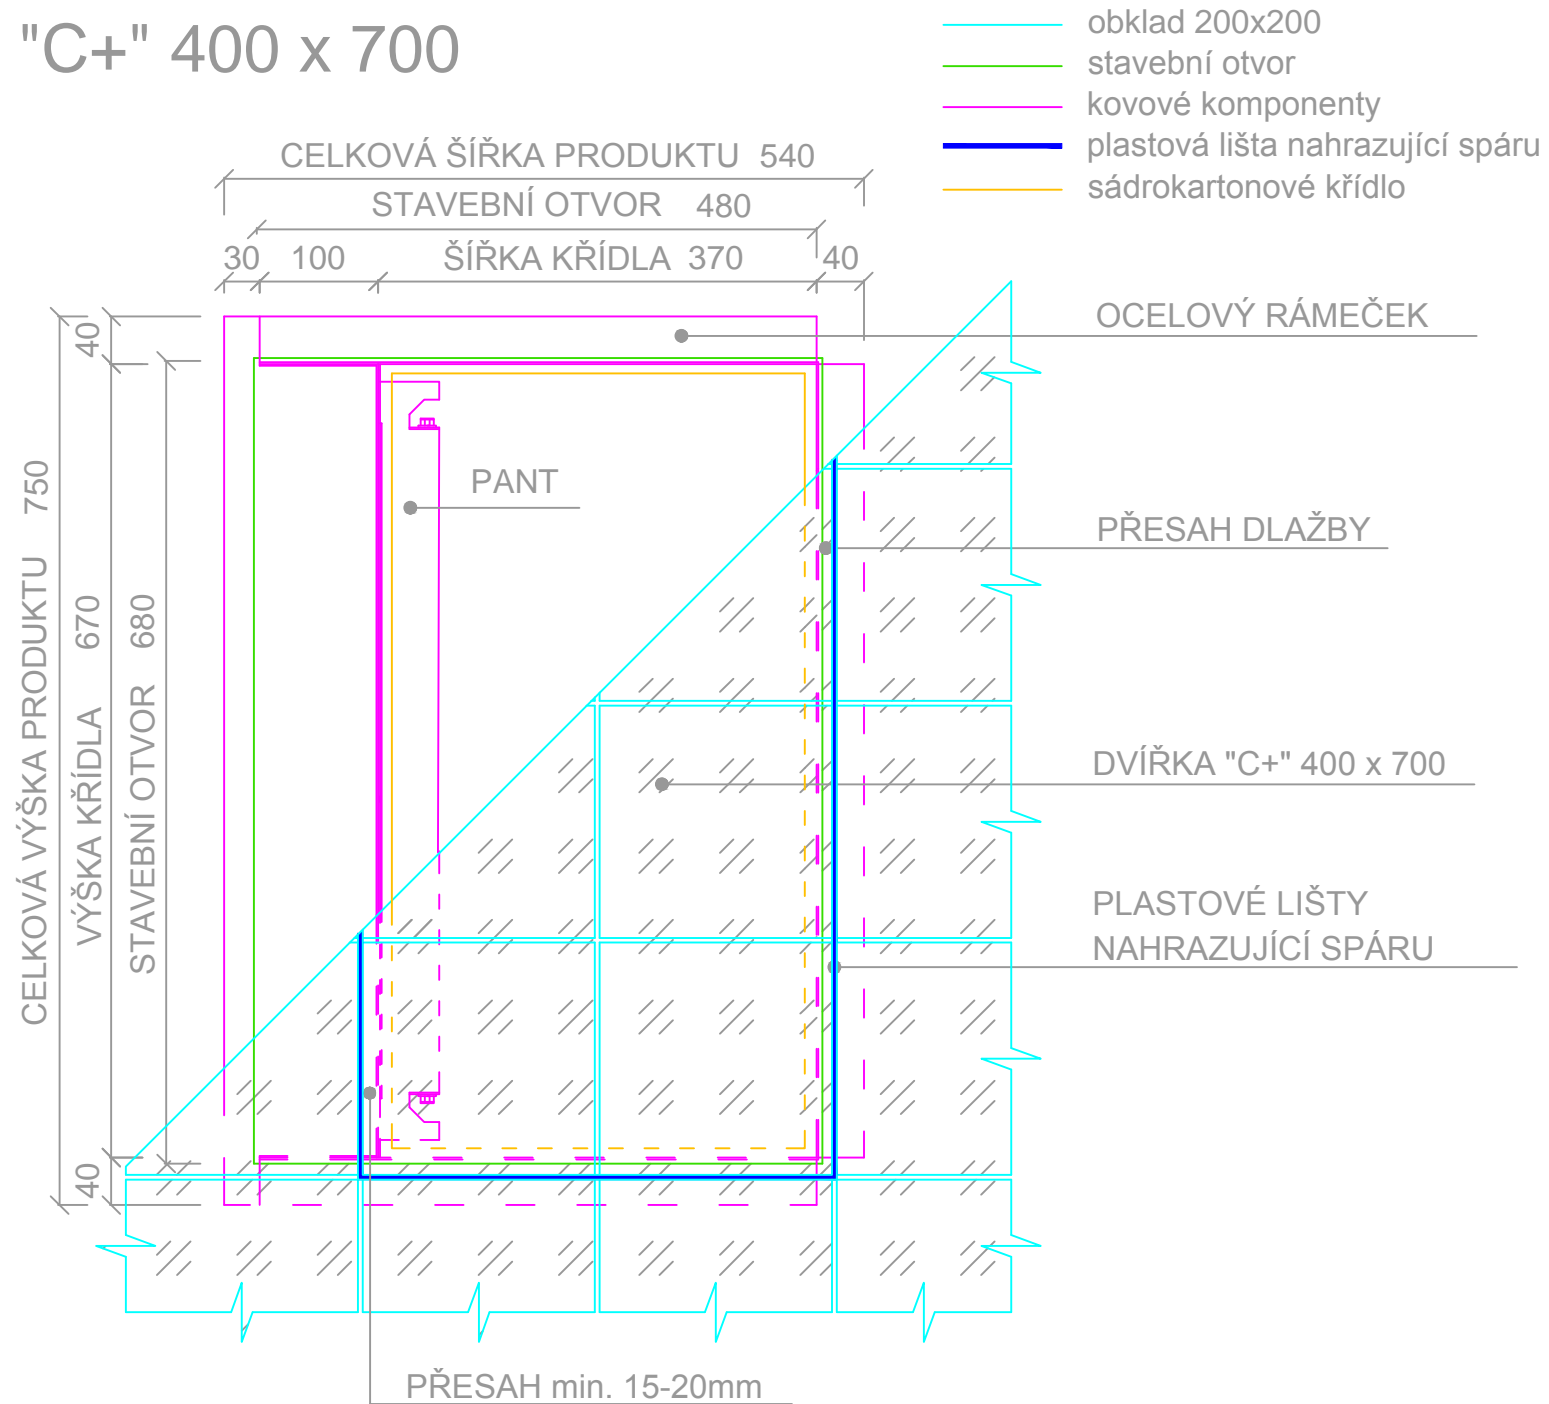 "C+" 400 x 700
obklad 200x200
stavební otvor
kovové komponenty
plastová lišta nahrazující spáru
sádrokartonové křídlo
CELKOVÁ ŠÍŘKA PRODUKTU 540
STAVEBNÍ OTVOR 480
30 100 ŠÍŘKA KŘÍDLA 370 40
OCELOVÝ RÁMEČEK
PANT
PŘESAH DLAŽBY
DVÍŘKA "C+" 400 x 700
PLASTOVÉ LIŠTY
NAHRAZUJÍCÍ SPÁRU
CELKOVÁ VÝŠKA PRODUKTU 750
40 VÝŠKA KŘÍDLA 670 40
STAVEBNÍ OTVOR 680
PŘESAH min. 15-20mm